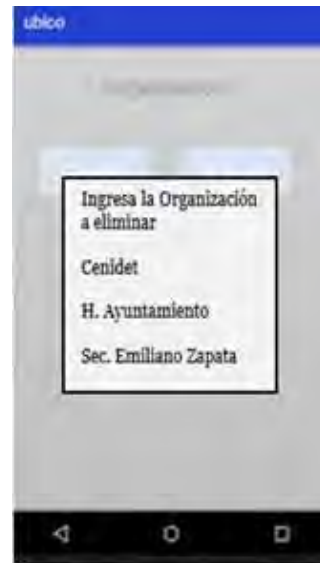 ubico
Ingresa la Organización
a eliminar
Cenidet
H. Ayuntamiento
Sec. Emiliano Zapata